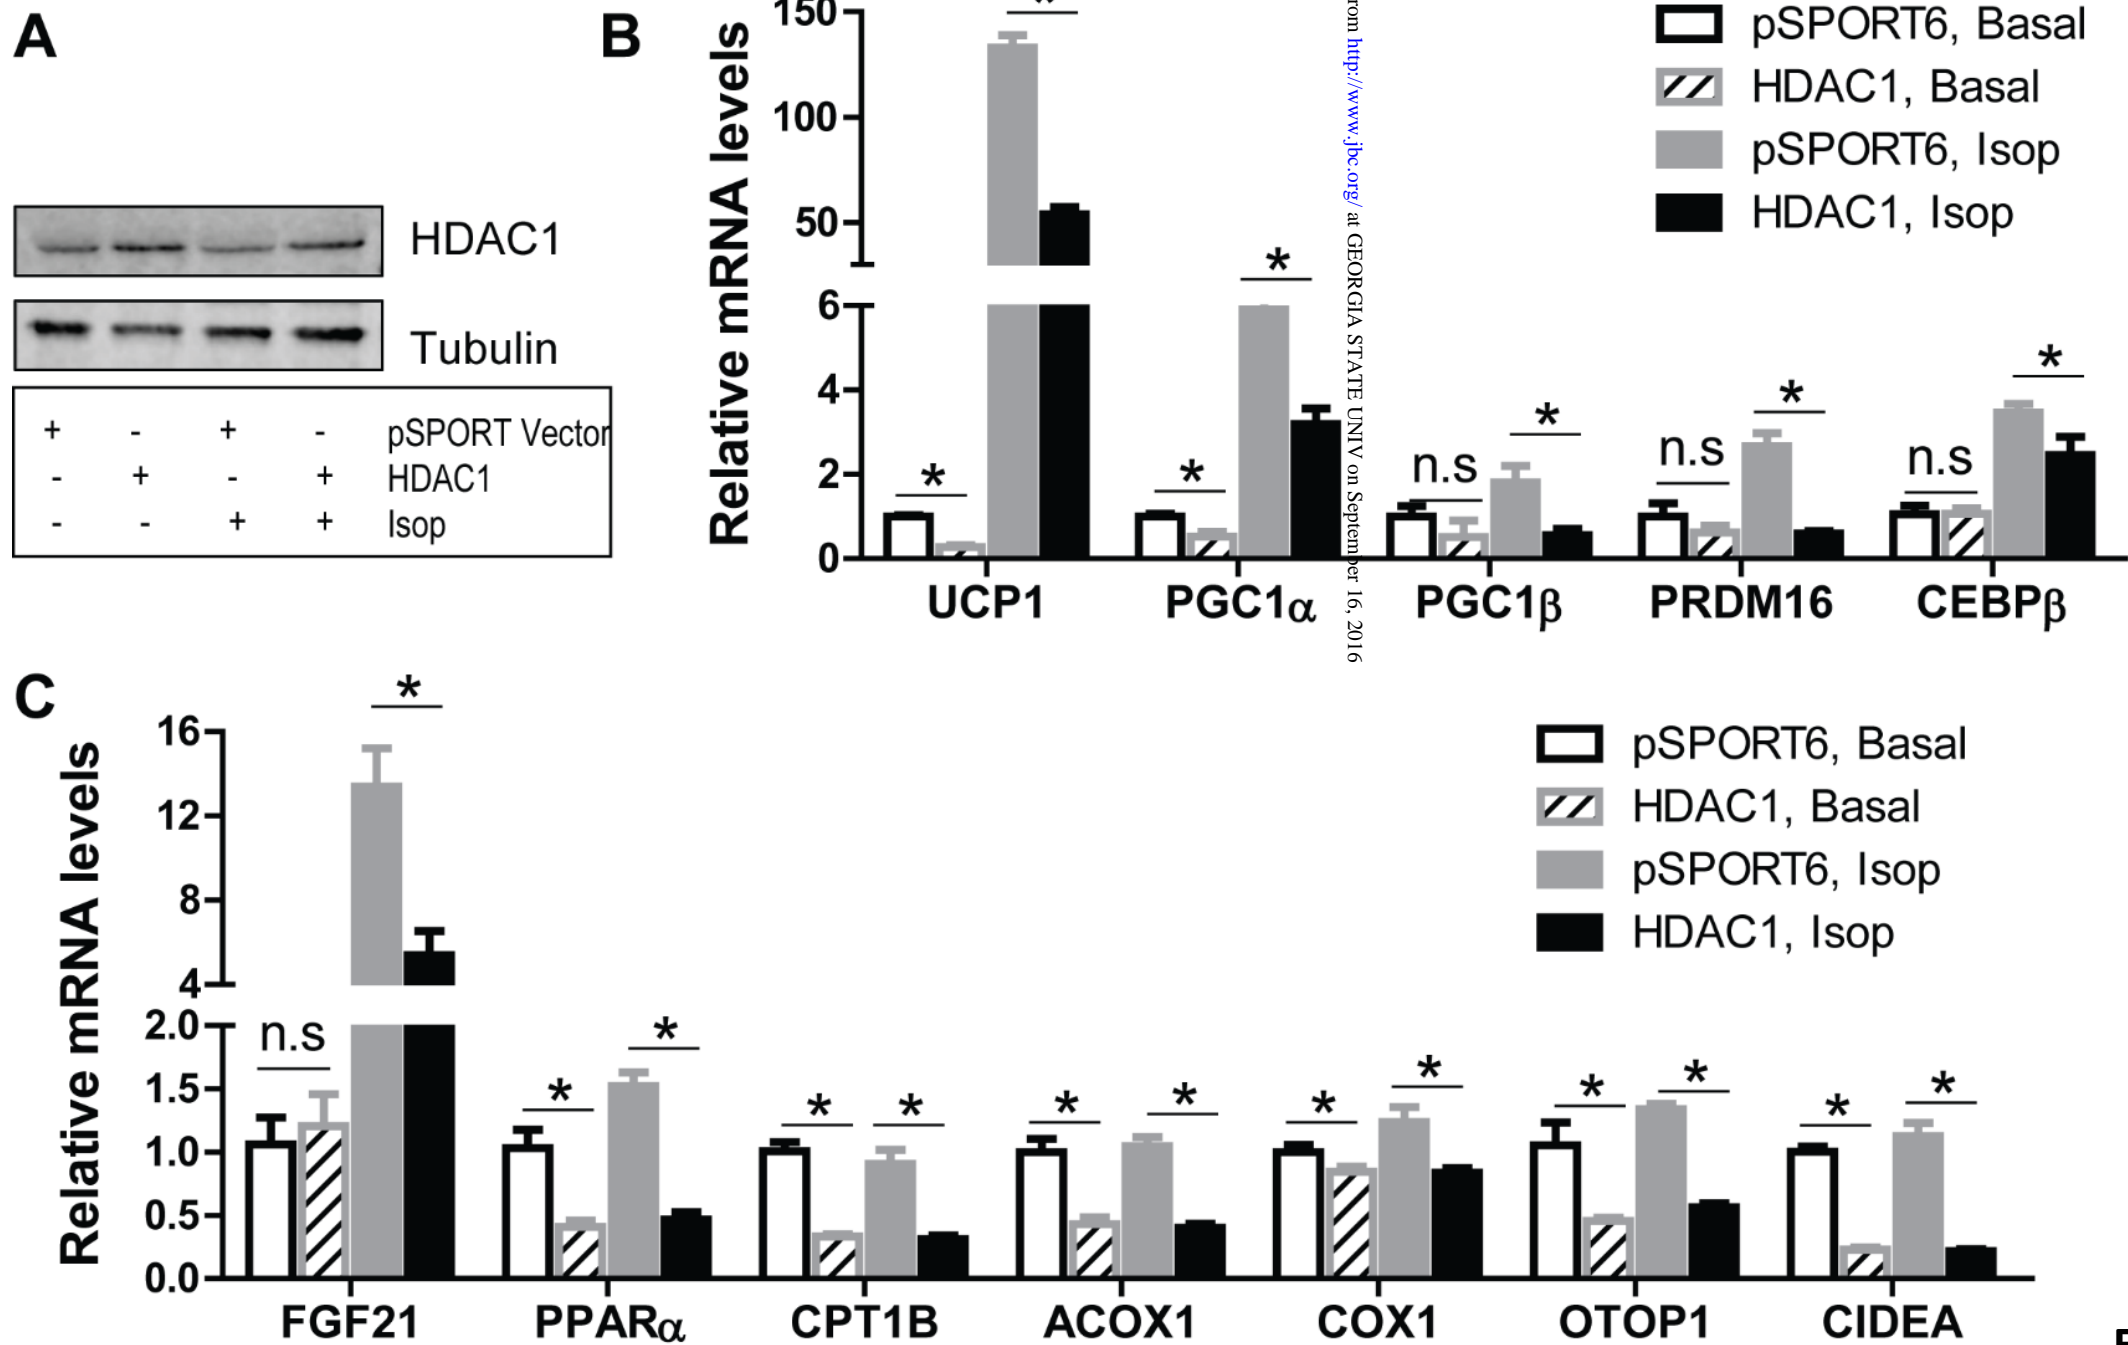 A
HDAC1
Tubulin
+ - + - pSPORT Vector
- + - + HDAC1
- - + + Isop
B
Relative mRNA levels
150
100
50
6
4
2
0
*
*
*
*
n.s
*
n.s
*
n.s
*
UCP1 PGC1α PGC1β PRDM16 CEBPβ
pSPORT6, Basal
HDAC1, Basal
pSPORT6, Isop
HDAC1, Isop
rom http://www.jbc.org/ at GEORGIA STATE UNIV on September 16, 2016
C
Relative mRNA levels
16
12
8
4
2.0
1.5
1.0
0.5
0.0
n.s
*
*
*
*
*
*
*
*
*
*
*
*
*
FGF21 PPARα CPT1B ACOX1 COX1 OTOP1 CIDEA
pSPORT6, Basal
HDAC1, Basal
pSPORT6, Isop
HDAC1, Isop